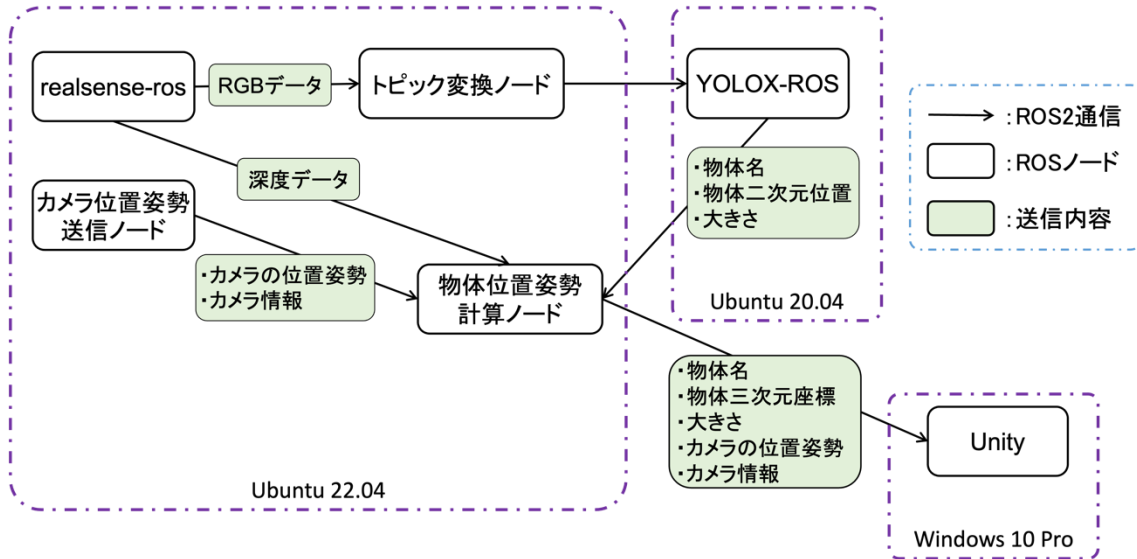 realsense-ros
RGBデータ
トピック変換ノード
YOLOX-ROS
深度データ
カメラ位置姿勢
送信ノード
・カメラの位置姿勢
・カメラ情報
物体位置姿勢
計算ノード
・物体名
・物体二次元位置
・大きさ
Ubuntu 20.04
・物体名
・物体三次元座標
・大きさ
・カメラの位置姿勢
・カメラ情報
Ubuntu 22.04
Unity
Windows 10 Pro
：ROS2通信
：ROSノード
：送信内容